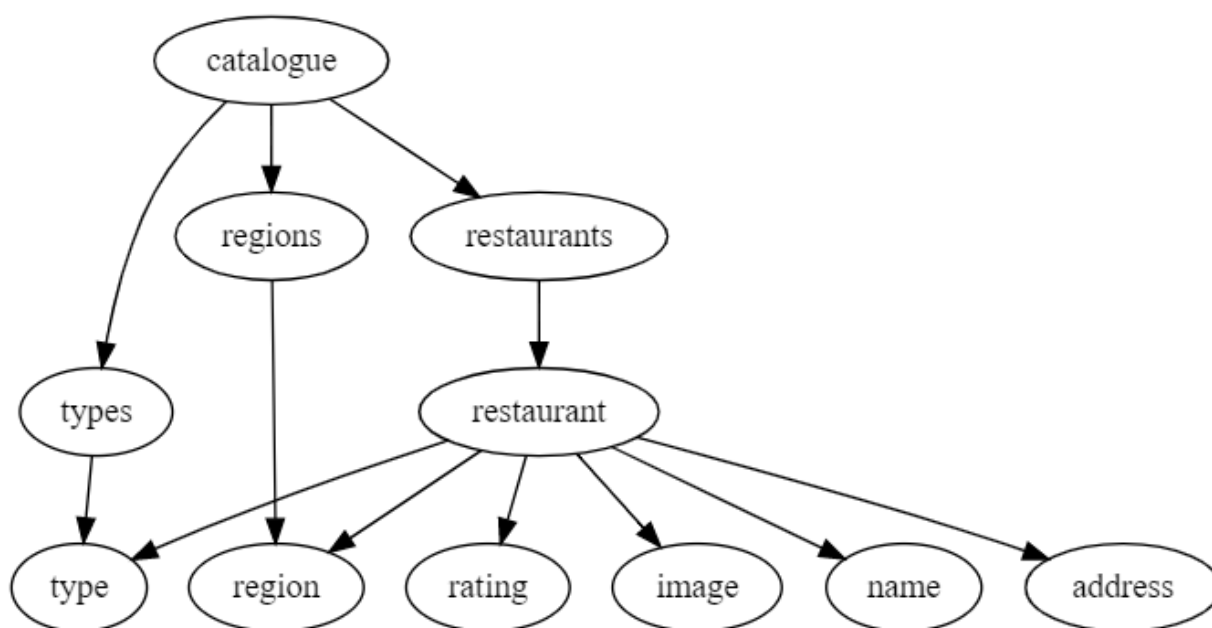 catalogue
regions
restaurants
types
restaurant
type
region
rating
image
name
address